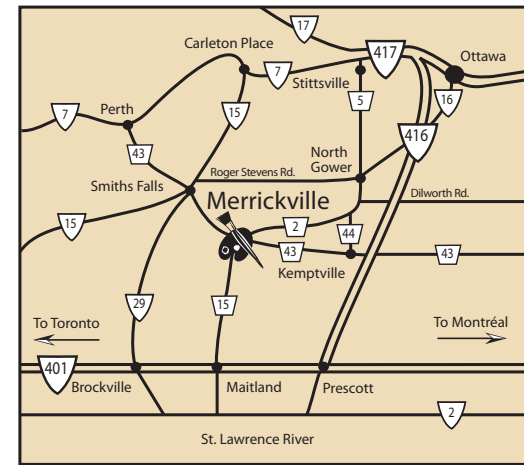 17
Carleton Place
417
Ottawa
7
Stittsville
7
15
5
16
Perth
416
43
North
Gower
Roger Stevens Rd.
Smiths Falls
Merrickville
Dilworth Rd.
15
2
44
43
43
Kemptville
29
15
To Toronto
To Montréal
401
Brockville
Maitland
Prescott
2
St. Lawrence River